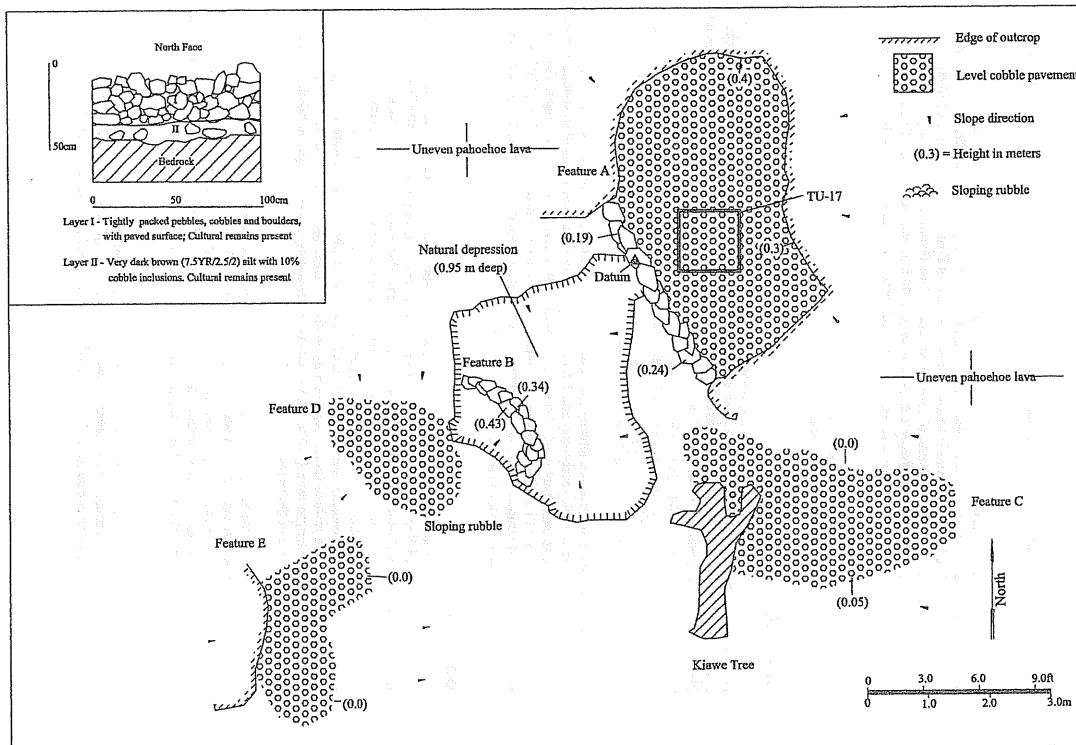 North Face
0
I
II
50cm
Bedrock
0
50
100cm
Layer I - Tightly packed pebbles, cobbles and boulders,
with paved surface; Cultural remains present
Layer II - Very dark brown (7.5YR/2.5/2) silt with 10%
cobble inclusions. Cultural remains present
Edge of outcrop
Level cobble pavement
Slope direction
(0.3) = Height in meters
Sloping rubble
(0.4)
Uneven pahoehoe lava
Feature A
TU-17
(0.19)
(0.3)
Natural depression
(0.95 m deep)
Datum
(0.24)
Uneven pahoehoe lava
Feature B
(0.34)
(0.43)
Feature D
(0.0)
Feature C
Sloping rubble
Feature E
(0.0)
(0.05)
North
Kiawe Tree
(0.0)
0
3.0
6.0
9.0ft
0
1.0
2.0
3.0m